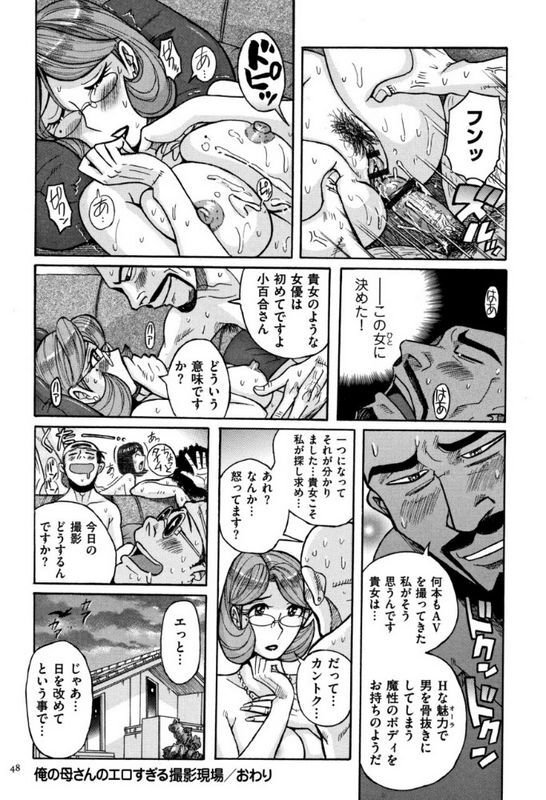 フンッ
ドピッ
はあ
――この女に
決めた！
ひと
はあ
貴女のような
女優は
初めてですよ
小百合さん
どういう
意味です
か？
何本もAV
を撮ってきた
私がそう
思うんです
貴女は…
Hな魅力で
オーラ
男を骨抜きに
してしまう
魔性のボディを
お持ちのようだ
ドクンドクン
一つになって
それが分かり
ました…貴女こそ
私が探し求め…
あれ？
なんか…
怒ってます？
だって…
カントク…
今日の
撮影
どうするん
ですか？
エっと…
じゃあ…
日を改めて
という事で…
俺の母さんのエロすぎる撮影現場／おわり
48